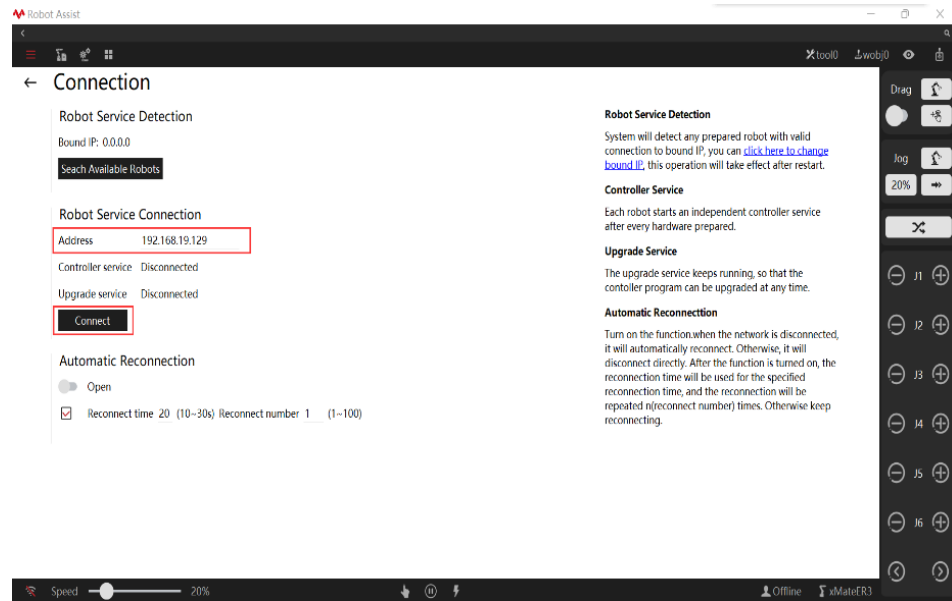 Robot Assist
tool0 wobj0
Connection
Robot Service Detection
Bound IP: 0.0.0.0
Seach Available Robots
Robot Service Connection
Address 192.168.19.129
Controller service Disconnected
Upgrade service Disconnected
Connect
Automatic Reconnection
Open
Reconnect time 20 (10~30s) Reconnect number 1 (1~100)
Robot Service Detection
System will detect any prepared robot with valid
connection to bound IP, you can click here to change
bound IP, this operation will take effect after restart.
Controller Service
Each robot starts an independent controller service
after every hardware prepared.
Upgrade Service
The upgrade service keeps running, so that the
contoller program can be upgraded at any time.
Automatic Reconnecttion
Turn on the function.when the network is disconnected,
it will automatically reconnect. Otherwise, it will
disconnect directly. After the function is turned on, the
reconnection time will be used for the specified
reconnection time, and the reconnection will be
repeated n(reconnect number) times. Otherwise keep
reconnecting.
Drag
Jog
20%
J1
J2
J3
J4
J5
J6
Speed 20%
Offline xMateER3